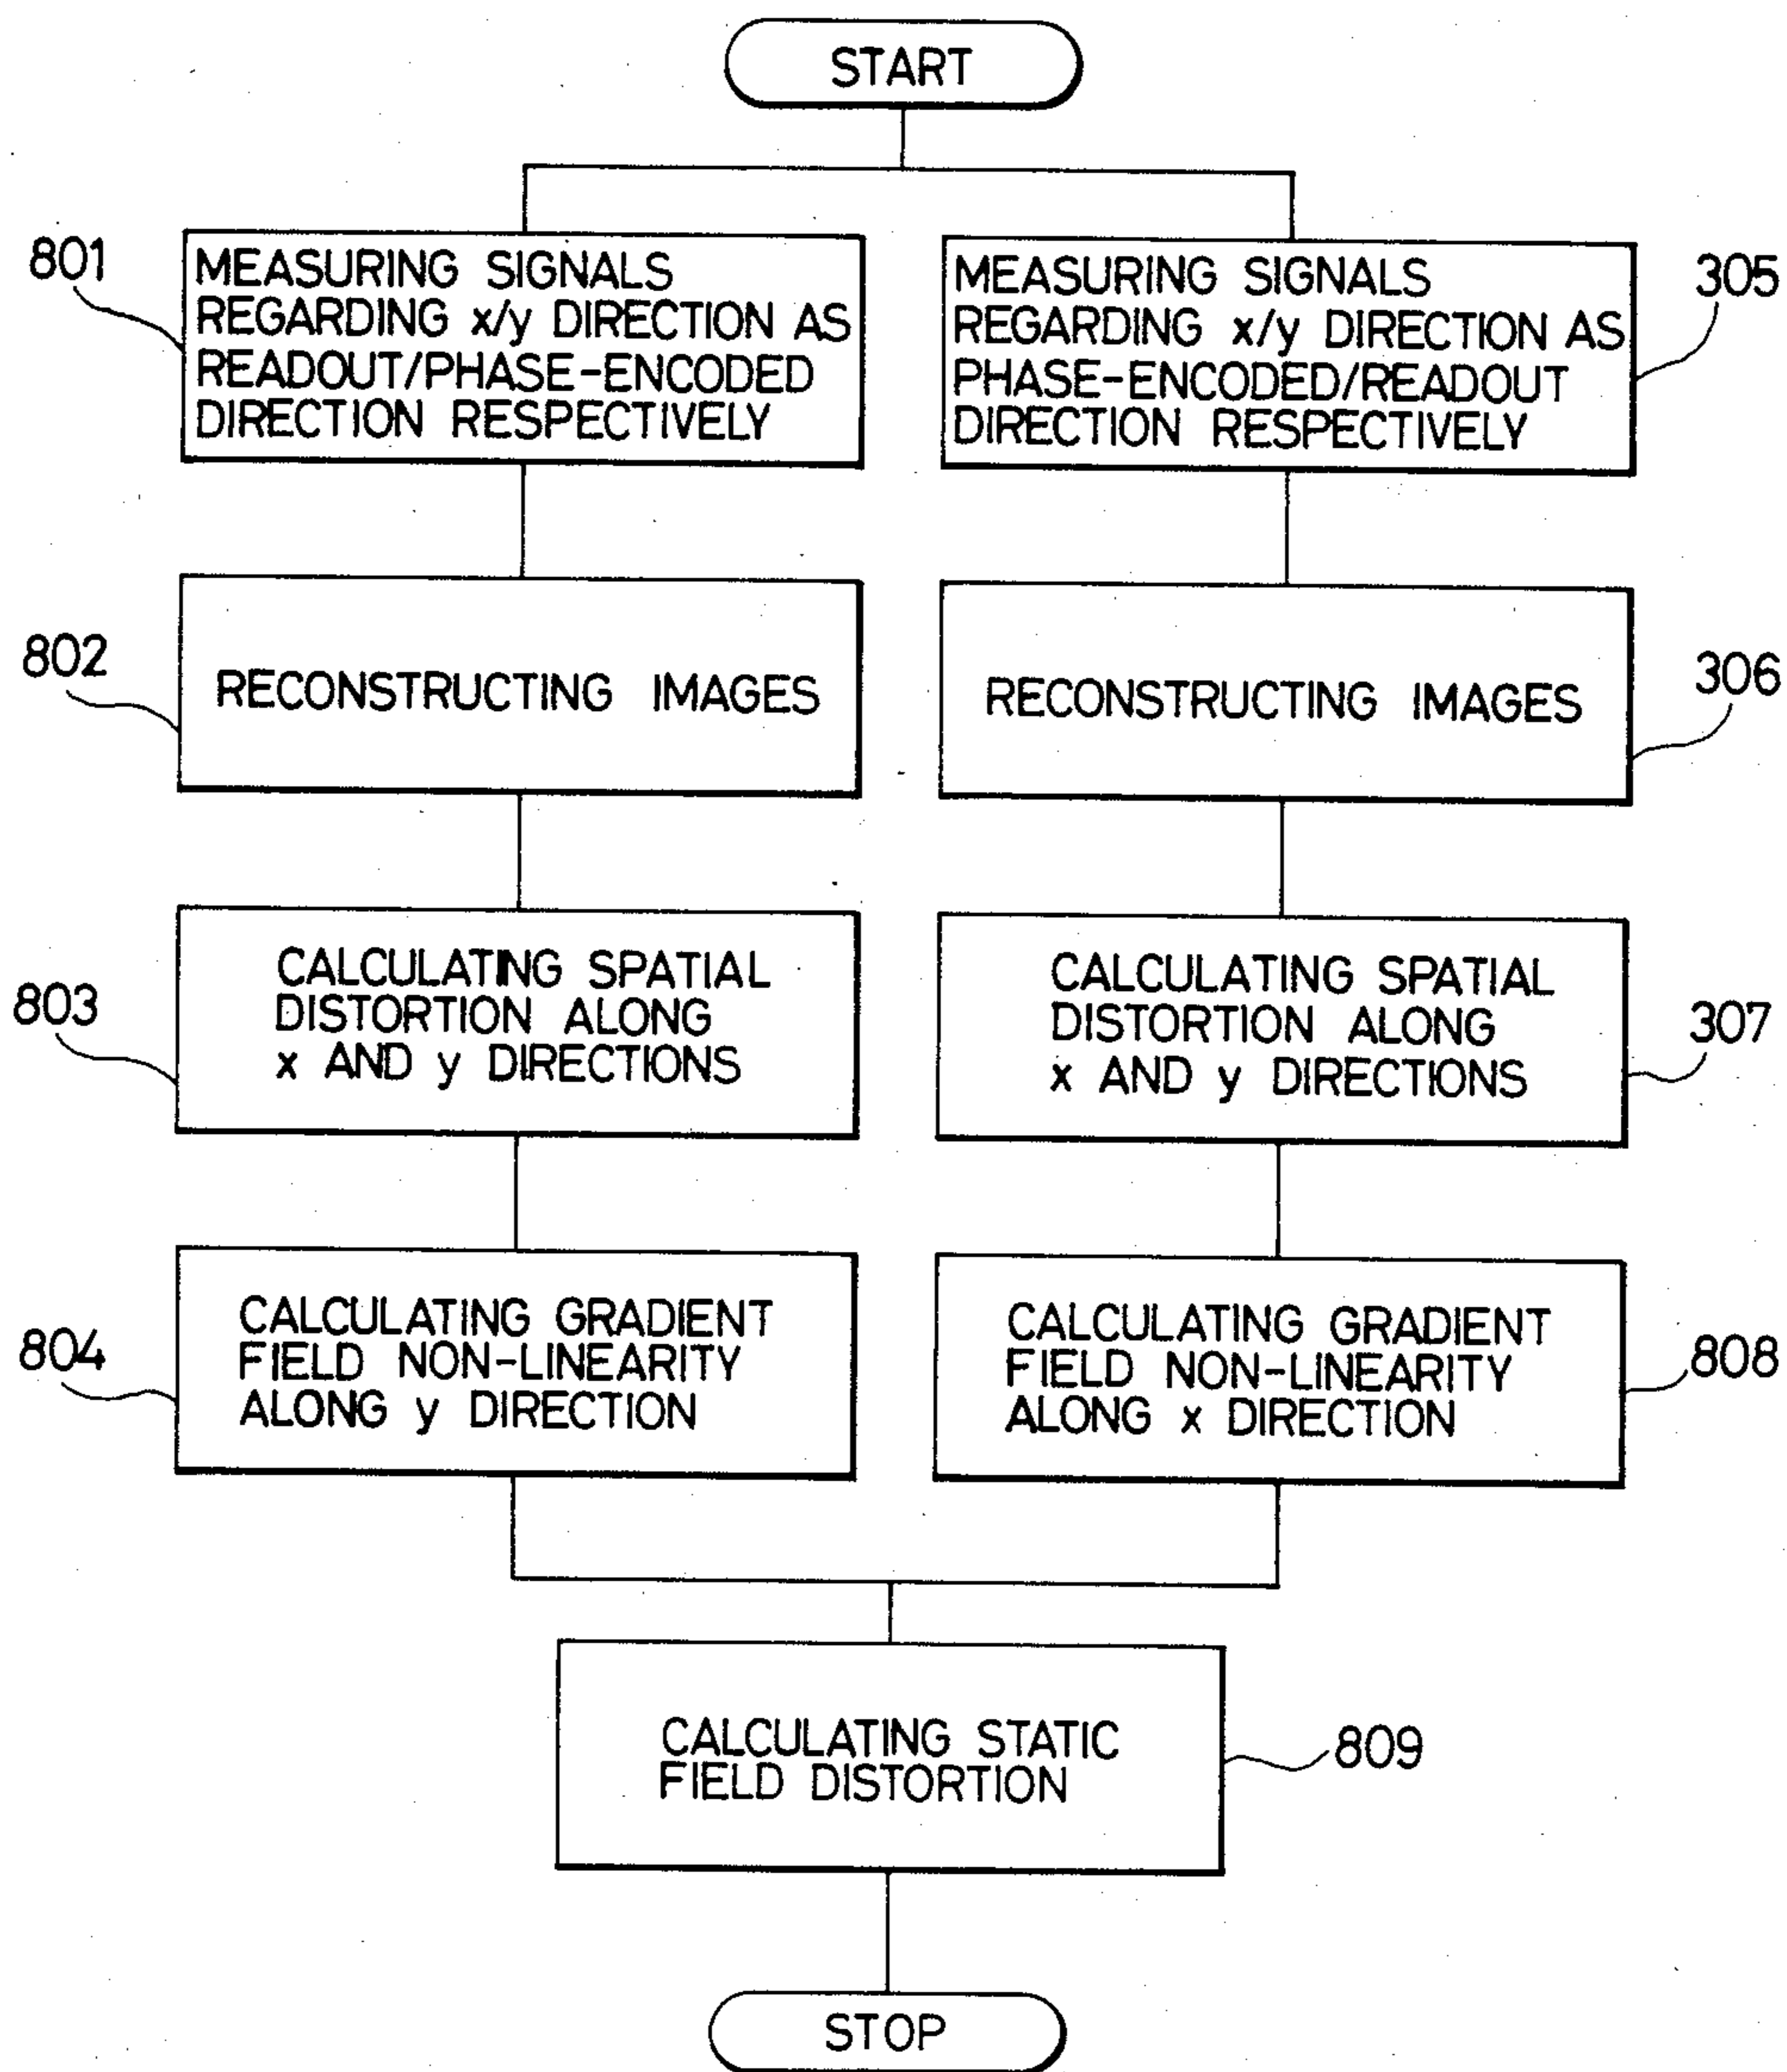 START
801
MEASURING SIGNALS
REGARDING x/y DIRECTION AS
READOUT/PHASE-ENCODED
DIRECTION RESPECTIVELY
MEASURING SIGNALS
REGARDING x/y DIRECTION AS
PHASE-ENCODED/READOUT
DIRECTION RESPECTIVELY
305
802
RECONSTRUCTING IMAGES
RECONSTRUCTING IMAGES
306
803
CALCULATING SPATIAL
DISTORTION ALONG
x AND y DIRECTIONS
CALCULATING SPATIAL
DISTORTION ALONG
x AND y DIRECTIONS
307
804
CALCULATING GRADIENT
FIELD NON-LINEARITY
ALONG y DIRECTION
CALCULATING GRADIENT
FIELD NON-LINEARITY
ALONG x DIRECTION
808
CALCULATING STATIC
FIELD DISTORTION
809
STOP